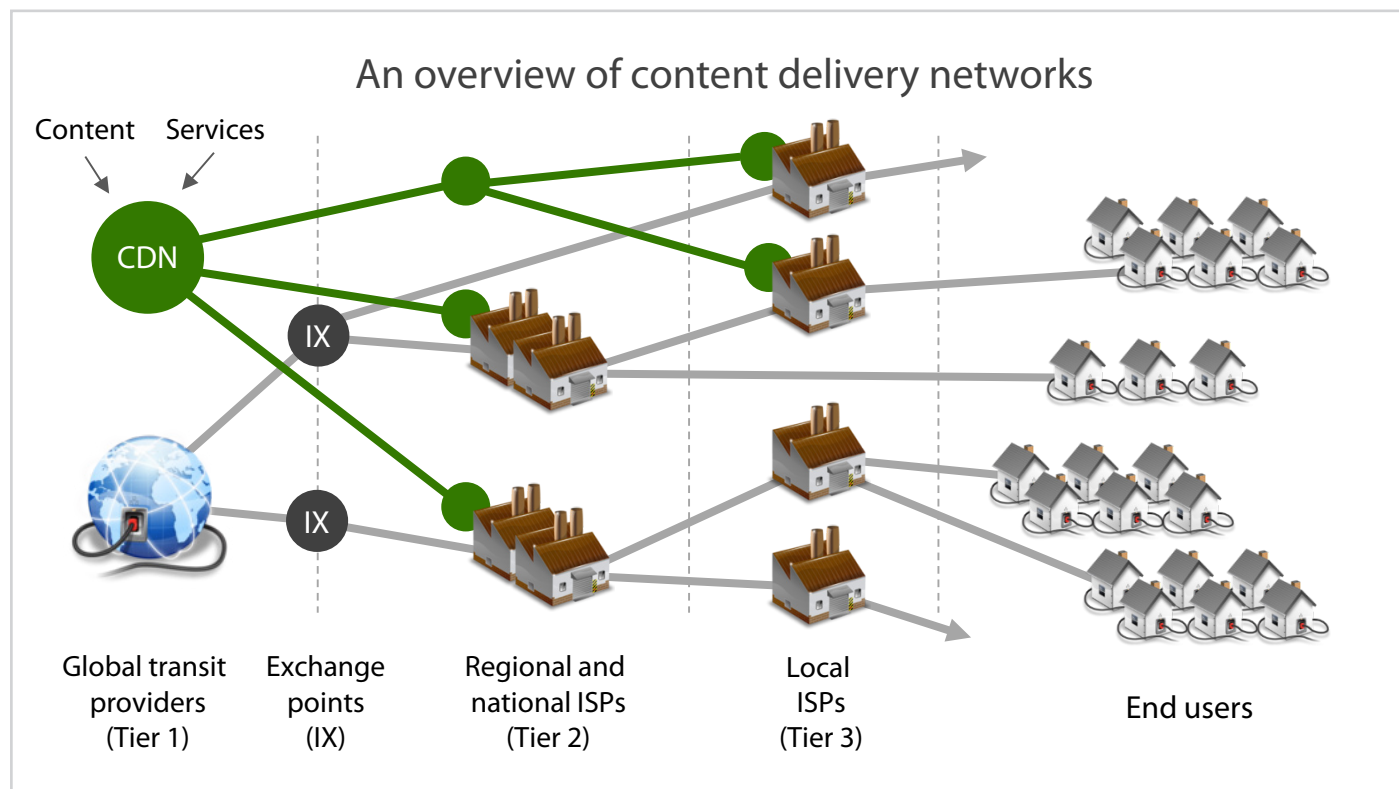 An overview of content delivery networks
Content
Services
CDN
IX
IX
Global transit
providers
(Tier 1)
Exchange
points
(IX)
Regional and
national ISPs
(Tier 2)
Local
ISPs
(Tier 3)
End users